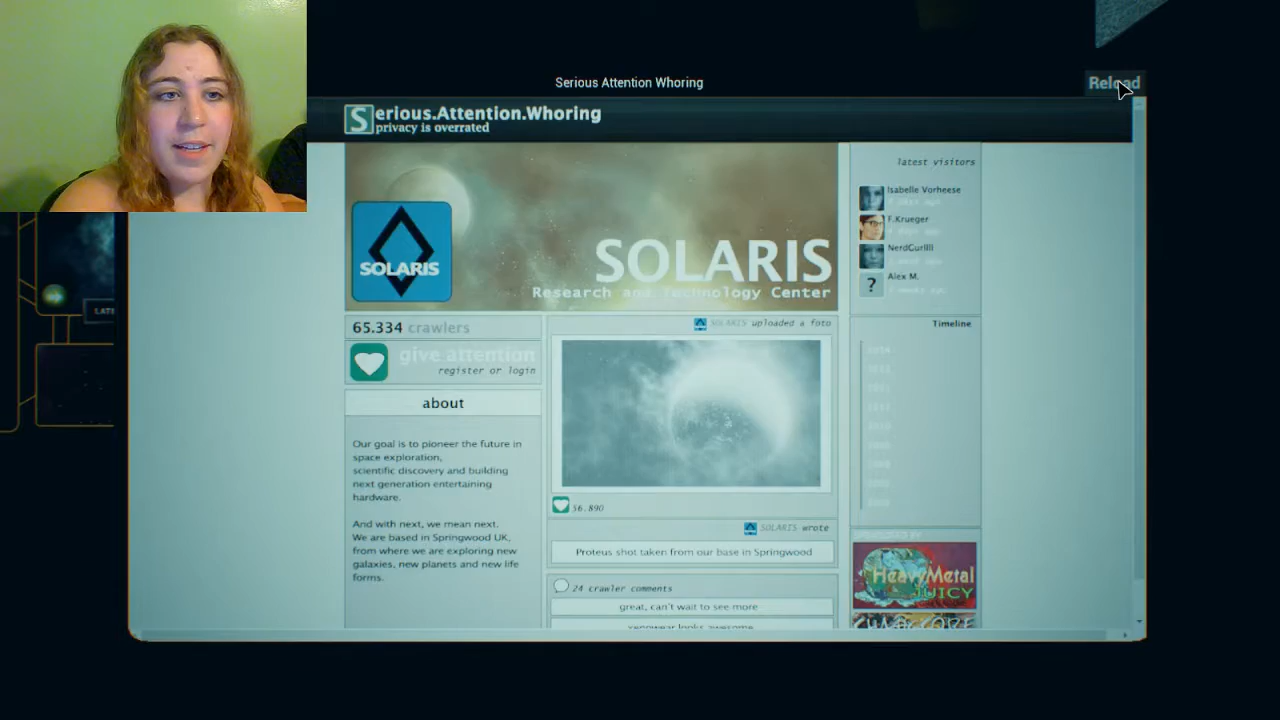 Serious Attention Whoring
Reload
Serious.Attention.Whoring
privacy is overrated
SOLARIS
SOLARIS
Research and Technology Center
latest visitors
Isabelle Vorheese
F.Krueger
NerdCurllll
Alex M.
?
65.334 crawlers
give attention
register or login
about
Our goal is to pioneer the future in
space exploration,
scientific discovery and building
next generation entertaining
hardware.
And with next, we mean next.
We are based in Springwood UK,
from where we are exploring new
galaxies, new planets and new life
forms.
SOLARIS uploaded a foto
56.890
SOLARIS wrote
Proteus shot taken from our base in Springwood
24 crawler comments
great, can't wait to see more
Timeline
SPONSORED BY
HeavyMetal
JUICY